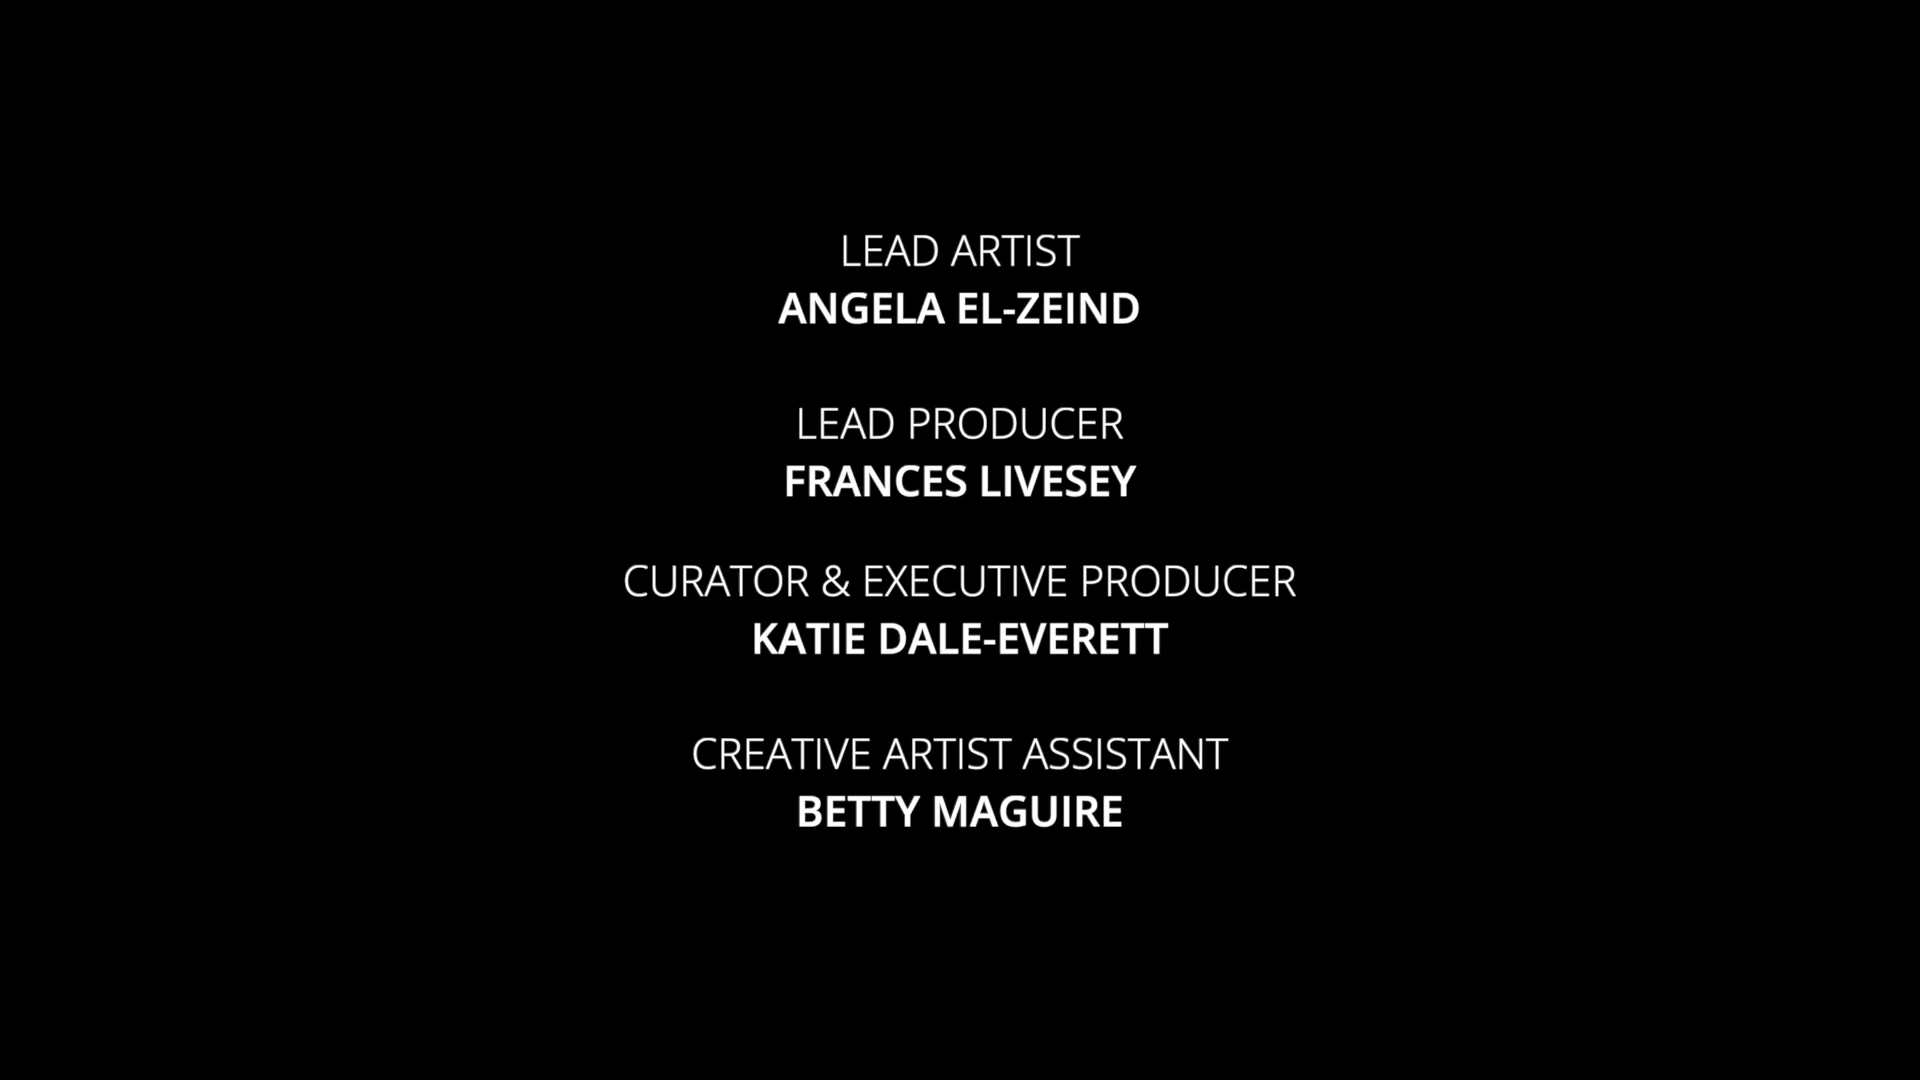 LEAD ARTIST
ANGELA EL-ZEIND
LEAD PRODUCER
FRANCES LIVESEY
CURATOR & EXECUTIVE PRODUCER
KATIE DALE-EVERETT
CREATIVE ARTIST ASSISTANT
BETTY MAGUIRE